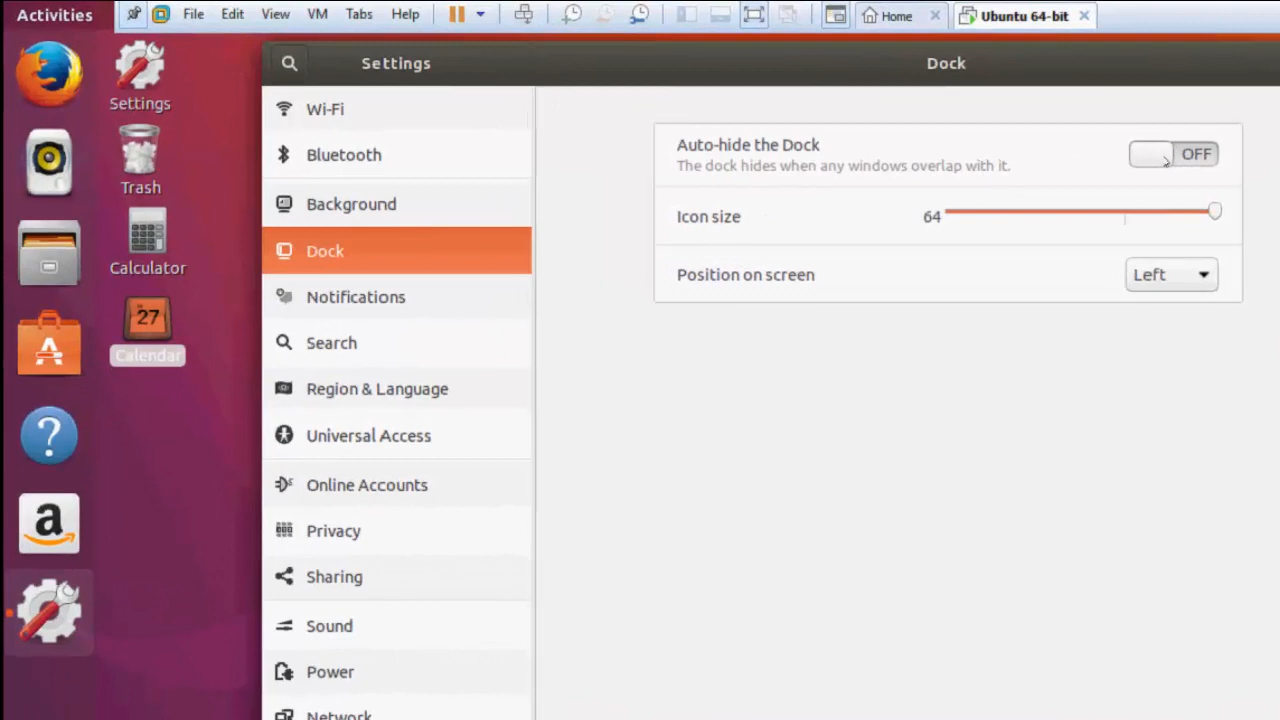 Activities
File Edit View VM Tabs Help
Home
Ubuntu 64-bit
Settings
Trash
Calculator
27
Calendar
Settings
Dock
Wi-Fi
Bluetooth
Background
Dock
Notifications
Search
Region & Language
Universal Access
Online Accounts
Privacy
Sharing
Sound
Power
Network
Auto-hide the Dock
The dock hides when any windows overlap with it.
OFF
Icon size
64
Position on screen
Left